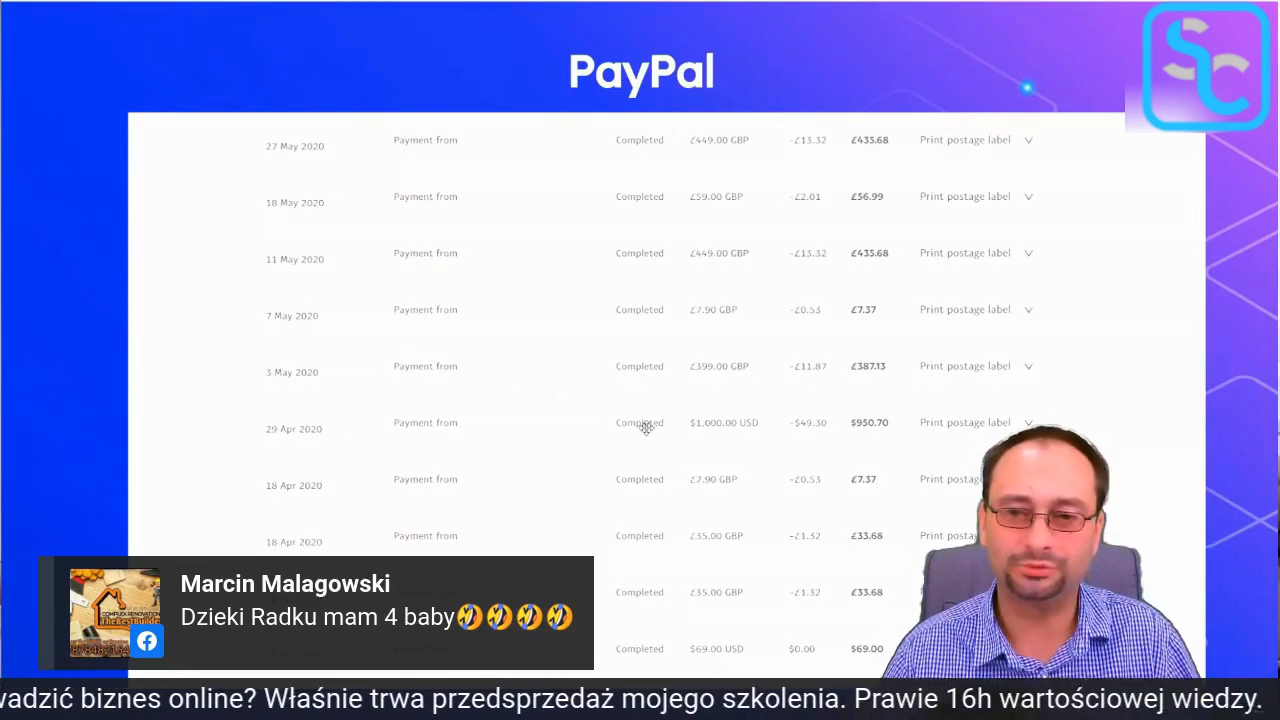 PayPal
SC
27 May 2020 Payment from Completed £449.00 GBP -£13.32 £435.68 Print postage label
18 May 2020 Payment from Completed £59.00 GBP -£2.01 £56.99 Print postage label
11 May 2020 Payment from Completed £449.00 GBP -£13.32 £435.68 Print postage label
7 May 2020 Payment from Completed £7.90 GBP -£0.53 £7.37 Print postage label
3 May 2020 Payment from Completed £399.00 GBP -£11.87 £387.13 Print postage label
29 Apr 2020 Payment from Completed $1,000.00 USD -$49.30 $950.70 Print postage label
18 Apr 2020 Payment from Completed £7.90 GBP -£0.53 £7.37 Print posta
18 Apr 2020 Payment from Completed £35.00 GBP -£1.32 £33.68 Print posta
Completed £35.00 GBP -£1.32 £33.68
Completed $69.00 USD $0.00 $69.00
Marcin Malagowski
Dzieki Radku mam 4 baby🤣🤣🤣🤣
COMPLEX RENOVATION
TheBestBuilde
wadzić biznes online? Właśnie trwa przedsprzedaż mojego szkolenia. Prawie 16h wartościowej wiedzy.